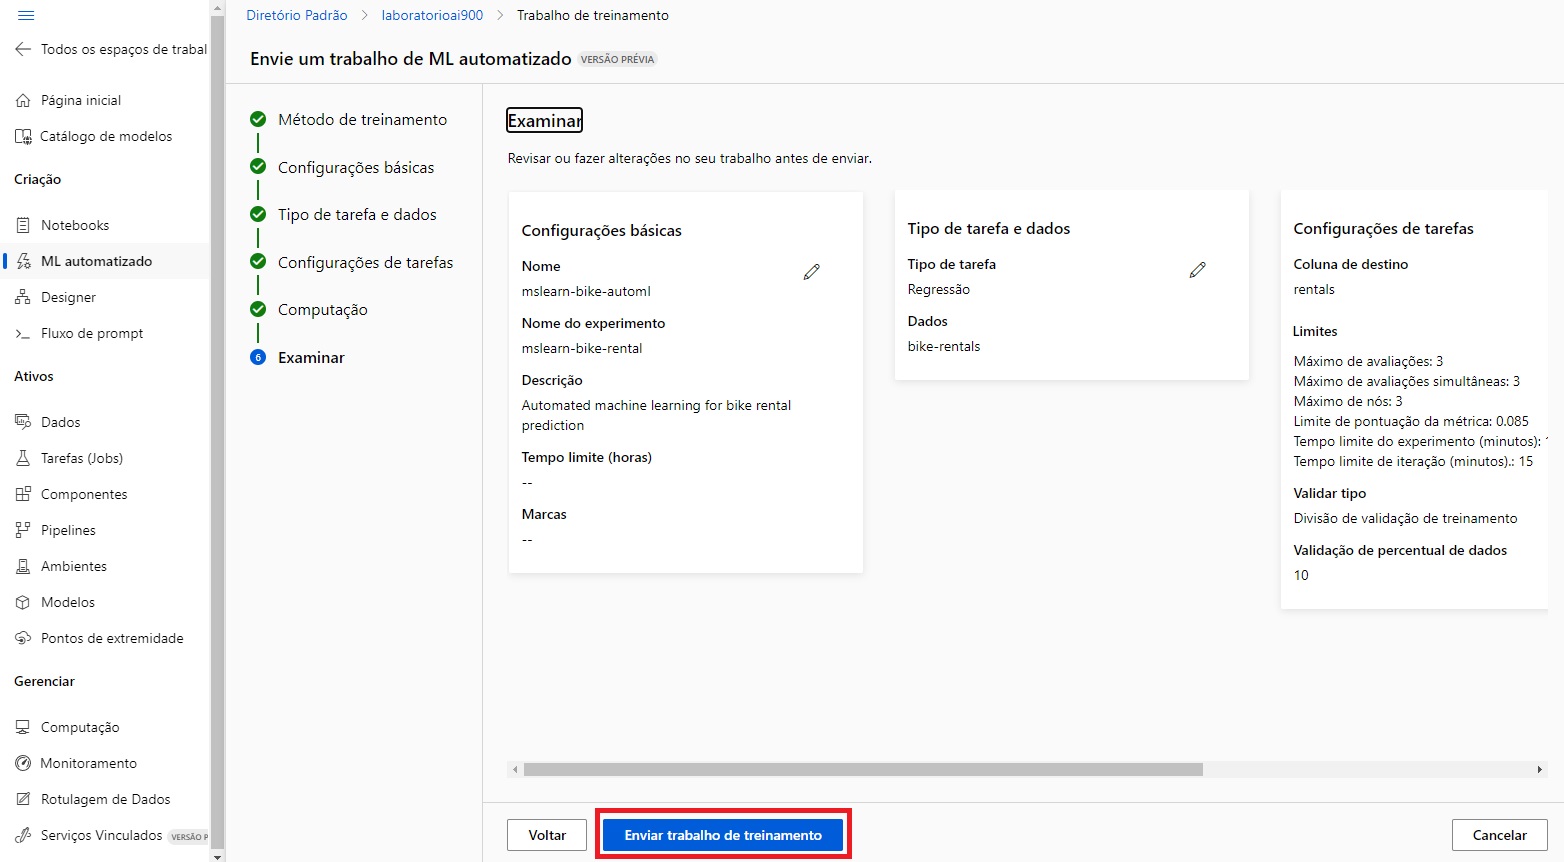 Todos os espaços de trabal
Página inicial
Catálogo de modelos
Criação
Notebooks
ML automatizado
Designer
Fluxo de prompt
Ativos
Dados
Tarefas (Jobs)
Componentes
Pipelines
Ambientes
Modelos
Pontos de extremidade
Gerenciar
Computação
Monitoramento
Rotulagem de Dados
Serviços Vinculados VERSÃO P
Diretório Padrão > laboratorioai900 > Trabalho de treinamento
Envie um trabalho de ML automatizado VERSÃO PRÉVIA
Método de treinamento
Configurações básicas
Tipo de tarefa e dados
Configurações de tarefas
Computação
6 Examinar
Examinar
Revisar ou fazer alterações no seu trabalho antes de enviar.
Configurações básicas
Nome
mslearn-bike-automl
Nome do experimento
mslearn-bike-rental
Descrição
Automated machine learning for bike rental
prediction
Tempo limite (horas)
--
Marcas
--
Tipo de tarefa e dados
Tipo de tarefa
Regressão
Dados
bike-rentals
Configurações de tarefas
Coluna de destino
rentals
Limites
Máximo de avaliações: 3
Máximo de avaliações simultâneas: 3
Máximo de nós: 3
Limite de pontuação da métrica: 0.085
Tempo limite do experimento (minutos):
Tempo limite de iteração (minutos).: 15
Validar tipo
Divisão de validação de treinamento
Validação de percentual de dados
10
Voltar
Enviar trabalho de treinamento
Cancelar